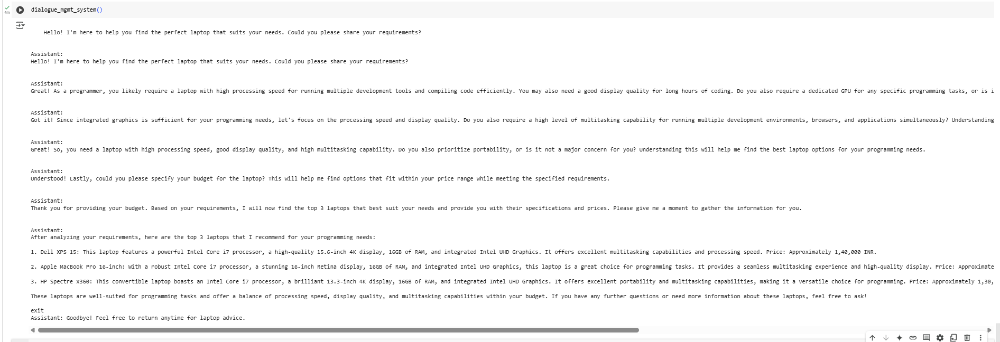 4m
dialogue_mgmt_system()
Hello! I'm here to help you find the perfect laptop that suits your needs. Could you please share your requirements?
Assistant:
Hello! I'm here to help you find the perfect laptop that suits your needs. Could you please share your requirements?
Assistant:
Great! As a programmer, you likely require a laptop with high processing speed for running multiple development tools and compiling code efficiently. You may also need a good display quality for long hours of coding. Do you also require a dedicated GPU for any specific programming tasks, or is i
Assistant:
Got it! Since integrated graphics is sufficient for your programming needs, let's focus on the processing speed and display quality. Do you also require a high level of multitasking capability for running multiple development environments, browsers, and applications simultaneously? Understanding
Assistant:
Great! So, you need a laptop with high processing speed, good display quality, and high multitasking capability. Do you also prioritize portability, or is it not a major concern for you? Understanding this will help me find the best laptop options for your programming needs.
Assistant:
Understood! Lastly, could you please specify your budget for the laptop? This will help me find options that fit within your price range while meeting the specified requirements.
Assistant:
Thank you for providing your budget. Based on your requirements, I will now find the top 3 laptops that best suit your needs and provide you with their specifications and prices. Please give me a moment to gather the information for you.
Assistant:
After analyzing your requirements, here are the top 3 laptops that I recommend for your programming needs:
1. Dell XPS 15: This laptop features a powerful Intel Core i7 processor, a high-quality 15.6-inch 4K display, 16GB of RAM, and integrated Intel UHD Graphics. It offers excellent multitasking capabilities and processing speed. Price: Approximately 1,40,000 INR.
2. Apple MacBook Pro 16-inch: With a robust Intel Core i7 processor, a stunning 16-inch Retina display, 16GB of RAM, and integrated Intel UHD Graphics, this laptop is a great choice for programming tasks. It provides a seamless multitasking experience and high-quality display. Price: Approximate
3. HP Spectre x360: This convertible laptop boasts an Intel Core i7 processor, a brilliant 13.3-inch 4K display, 16GB of RAM, and integrated Intel UHD Graphics. It offers excellent portability and multitasking capabilities, making it a versatile choice for programming. Price: Approximately 1,30,
These laptops are well-suited for programming tasks and offer a balance of processing speed, display quality, and multitasking capabilities within your budget. If you have any further questions or need more information about these laptops, feel free to ask!
exit
Assistant: Goodbye! Feel free to return anytime for laptop advice.